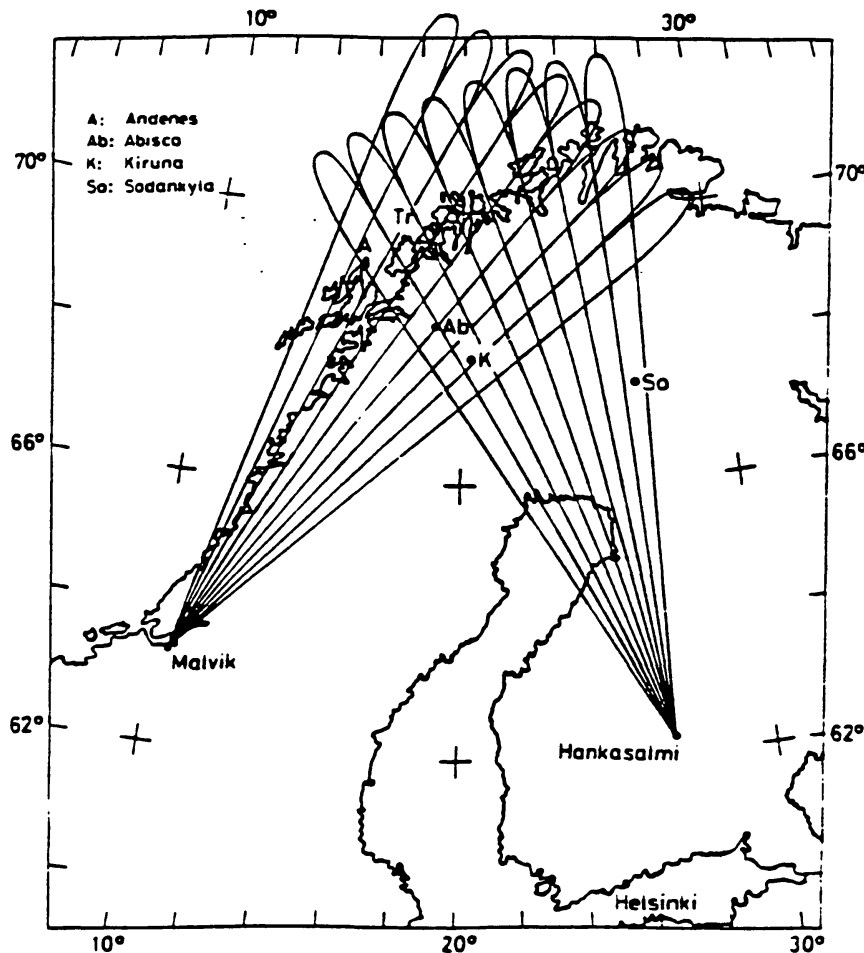 10°
30°
A: Andenes
Ab: Abisco
K: Kiruna
So: Sodankyla
70°
70°
Tr
A
Ab
K
So
66°
66°
Malvik
62°
62°
Hankasalmi
Helsinki
10°
20°
30°